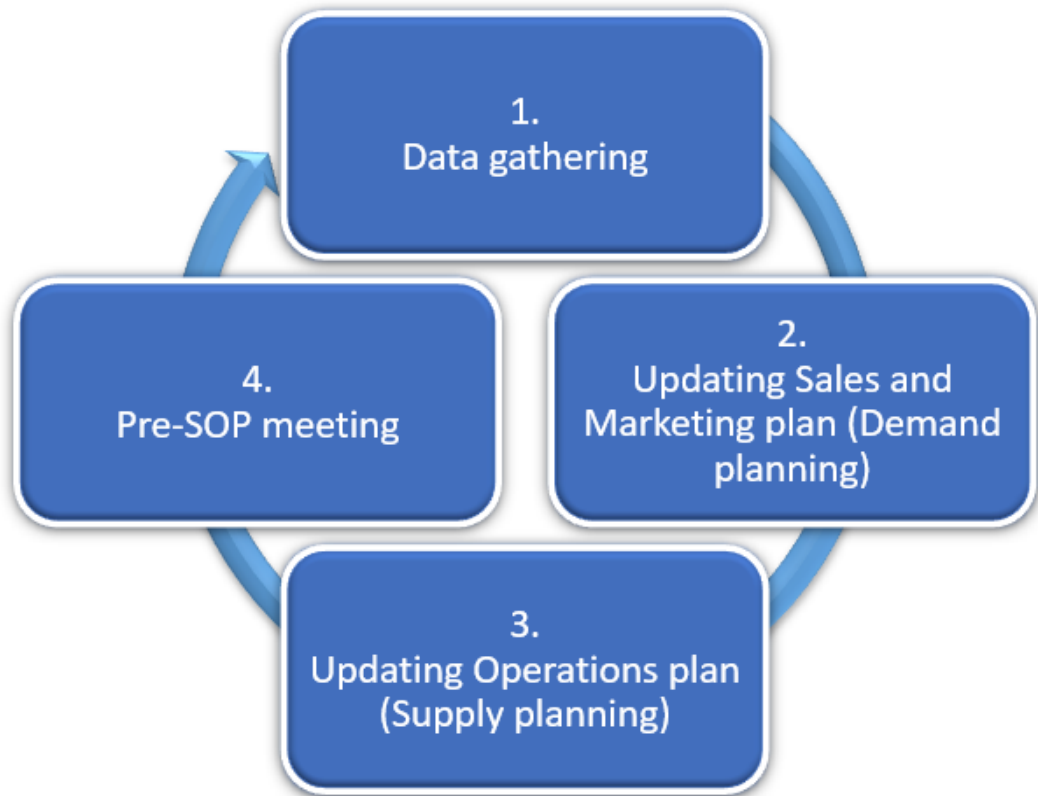 1.
Data gathering
2.
Updating Sales and
Marketing plan (Demand
planning)
3.
Updating Operations plan
(Supply planning)
4.
Pre-SOP meeting